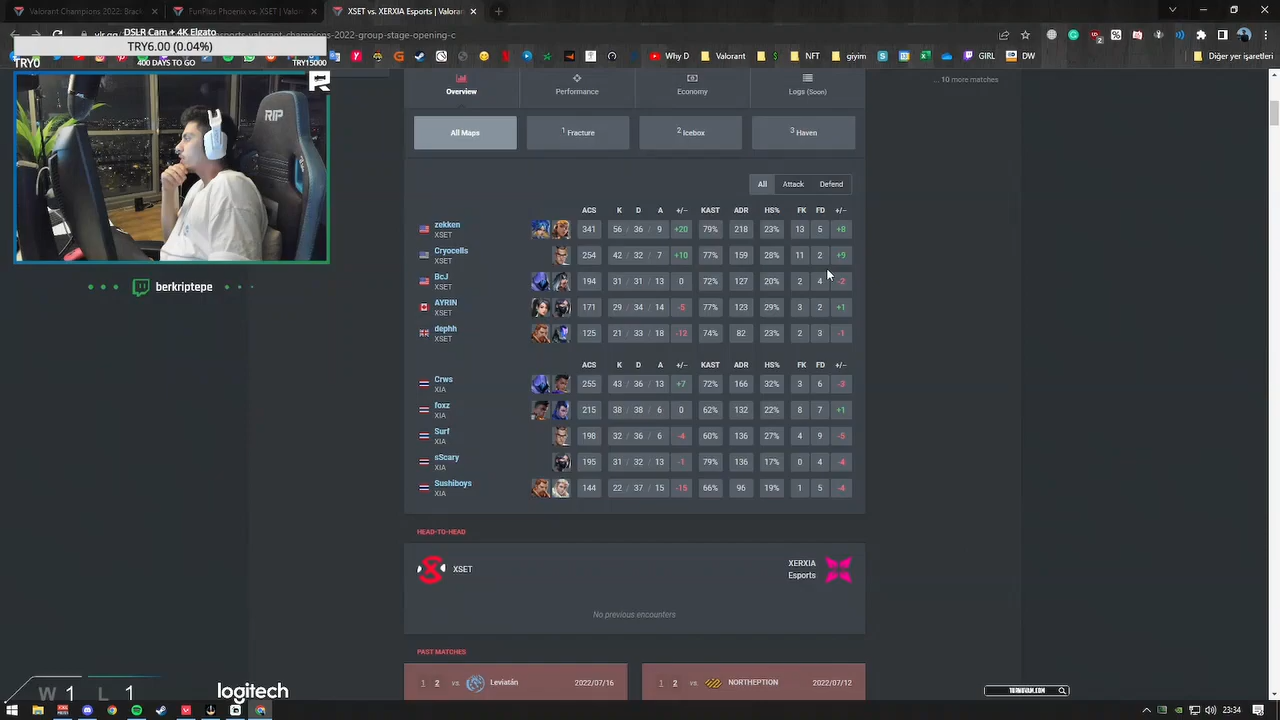 Valorant Champions 2022: Brac
FunPlus Phoenix vs. XSET | Valor
XSET vs. XERXIA Esports | Valoran
DSLR Cam + 4K Elgato
-champions-2022-group-stage-opening-c
TRY6.00 (0.04%)
TRY0
400 DAYS TO GO
TRY15000
Why D
Valorant
NFT
giyim
GIRL
DW
er yer işaretleri
RIP
berkriptepe
Overview
Performance
Economy
Logs (Soon)
... 10 more matches
All Maps
1 Fracture
2 Icebox
3 Haven
All Attack Defend
ACS K D A +/– KAST ADR HS% FK FD +/–
zekken XSET 341 56 / 36 / 9 +20 79% 218 23% 13 5 +8
Cryocells XSET 254 42 / 32 / 7 +10 77% 159 28% 11 2 +9
BcJ XSET 194 31 / 31 / 13 0 72% 127 20% 2 4 -2
AYRIN XSET 171 29 / 34 / 14 -5 77% 123 29% 3 2 +1
dephh XSET 125 21 / 33 / 18 -12 74% 82 23% 2 3 -1
ACS K D A +/– KAST ADR HS% FK FD +/–
Crws XIA 255 43 / 36 / 13 +7 72% 166 32% 3 6 -3
foxz XIA 215 38 / 38 / 6 0 62% 132 22% 8 7 +1
Surf XIA 198 32 / 36 / 6 -4 60% 136 27% 4 9 -5
sScary XIA 195 31 / 32 / 13 -1 79% 136 17% 0 4 -4
Sushiboys XIA 144 22 / 37 / 15 -15 66% 96 19% 1 5 -4
HEAD-TO-HEAD
XSET
XERXIA
Esports
No previous encounters
PAST MATCHES
1 2 vs. Leviatán 2022/07/16
1 2 vs. NORTHEPTION 2022/07/12
W 1 L 1
logitech
23:34